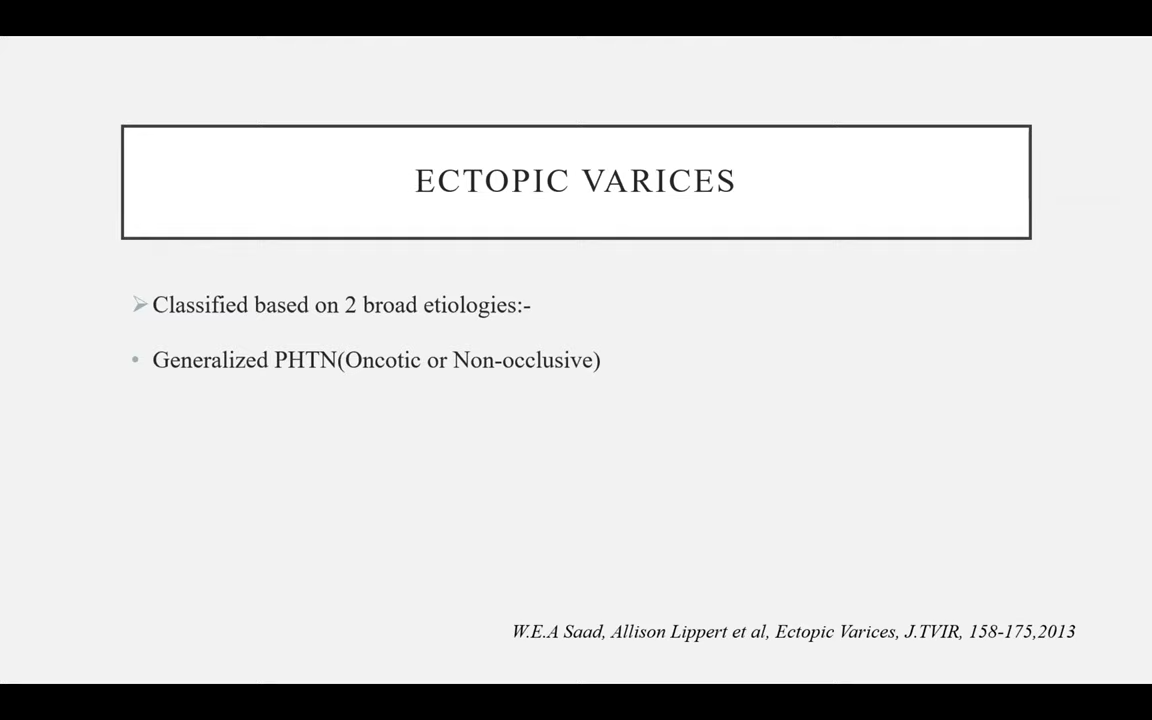 ECTOPIC VARICES
➢Classified based on 2 broad etiologies:-
• Generalized PHTN(Oncotic or Non-occlusive)
W.E.A Saad, Allison Lippert et al, Ectopic Varices, J.TVIR, 158-175,2013